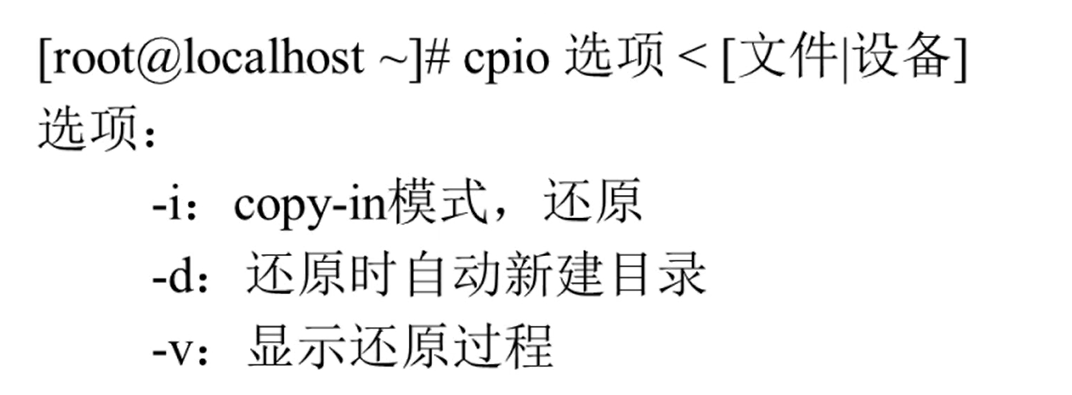 [root@localhost ~]# cpio 选项 < [文件|设备]
选项：
-i：copy-in模式，还原
-d：还原时自动新建目录
-v：显示还原过程